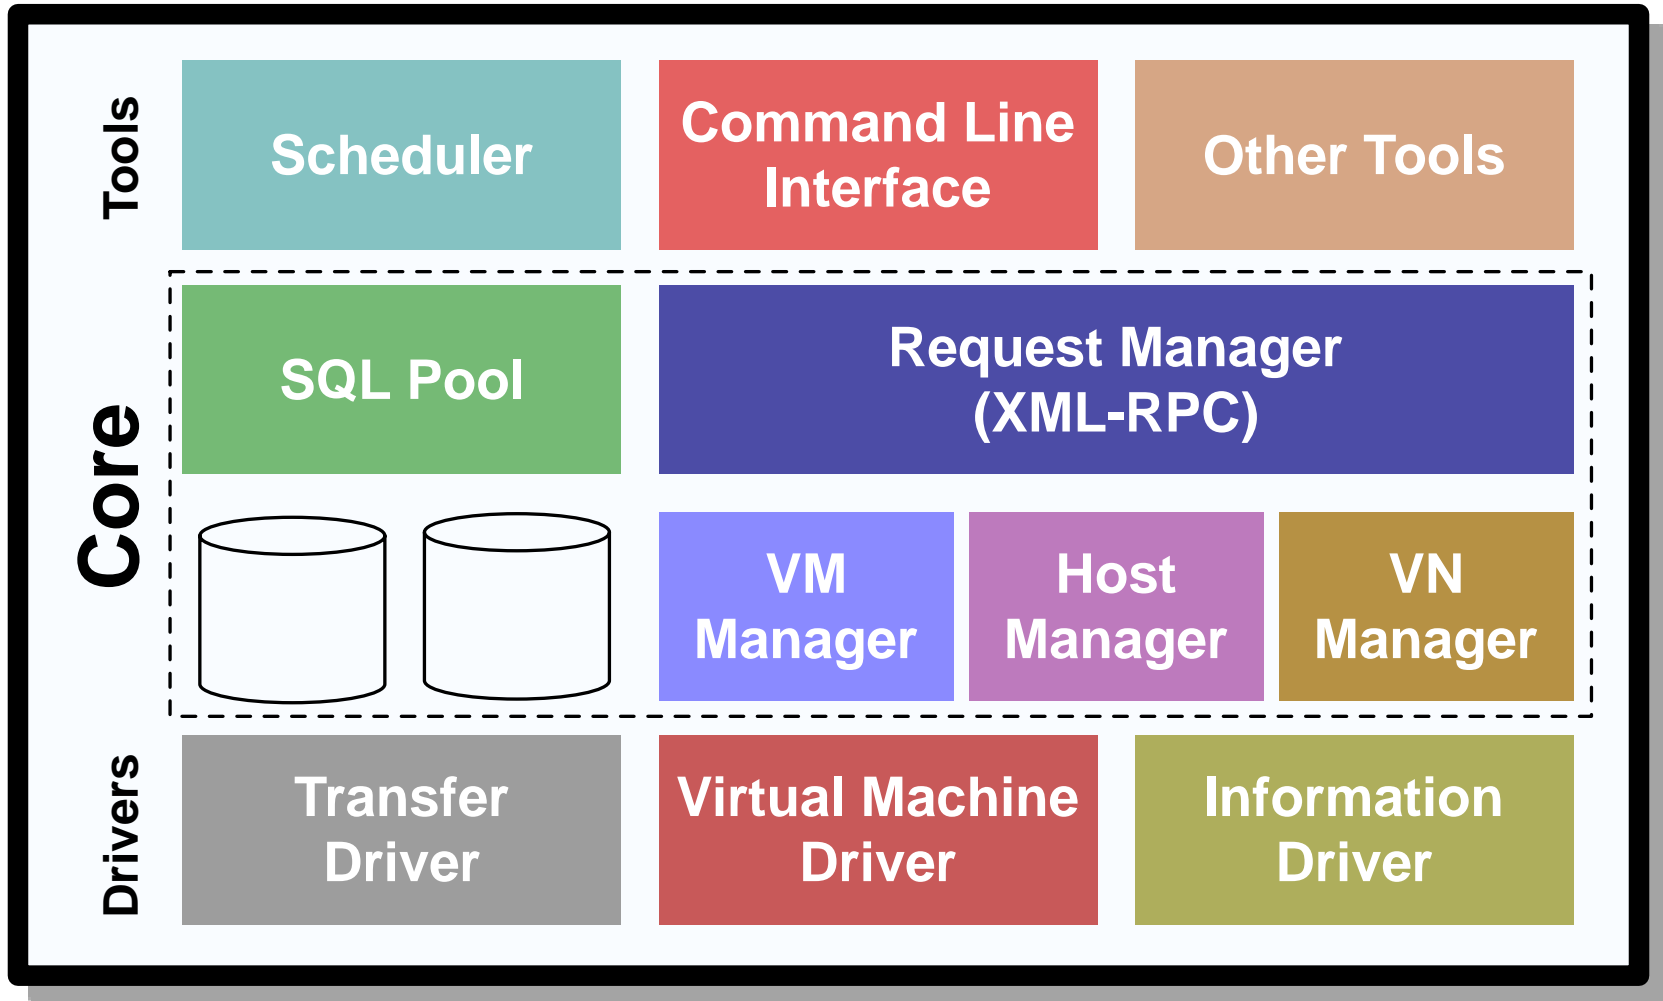 Tools
Scheduler
Command Line
Interface
Other Tools
Core
SQL Pool
Request Manager
(XML-RPC)
VM
Manager
Host
Manager
VN
Manager
Drivers
Transfer
Driver
Virtual Machine
Driver
Information
Driver